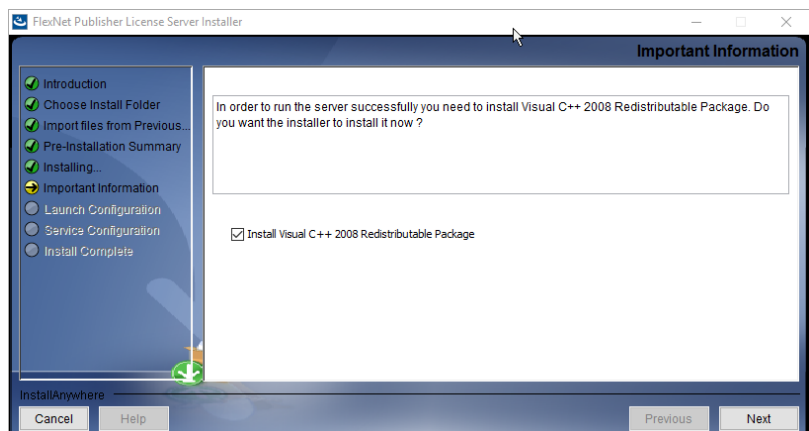 FlexNet Publisher License Server Installer
Important Information
Introduction
Choose Install Folder
Import files from Previous...
Pre-Installation Summary
Installing...
Important Information
Launch Configuration
Service Configuration
Install Complete
In order to run the server successfully you need to install Visual C++ 2008 Redistributable Package. Do
you want the installer to install it now ?
Install Visual C++ 2008 Redistributable Package
InstallAnywhere
Cancel
Help
Previous
Next